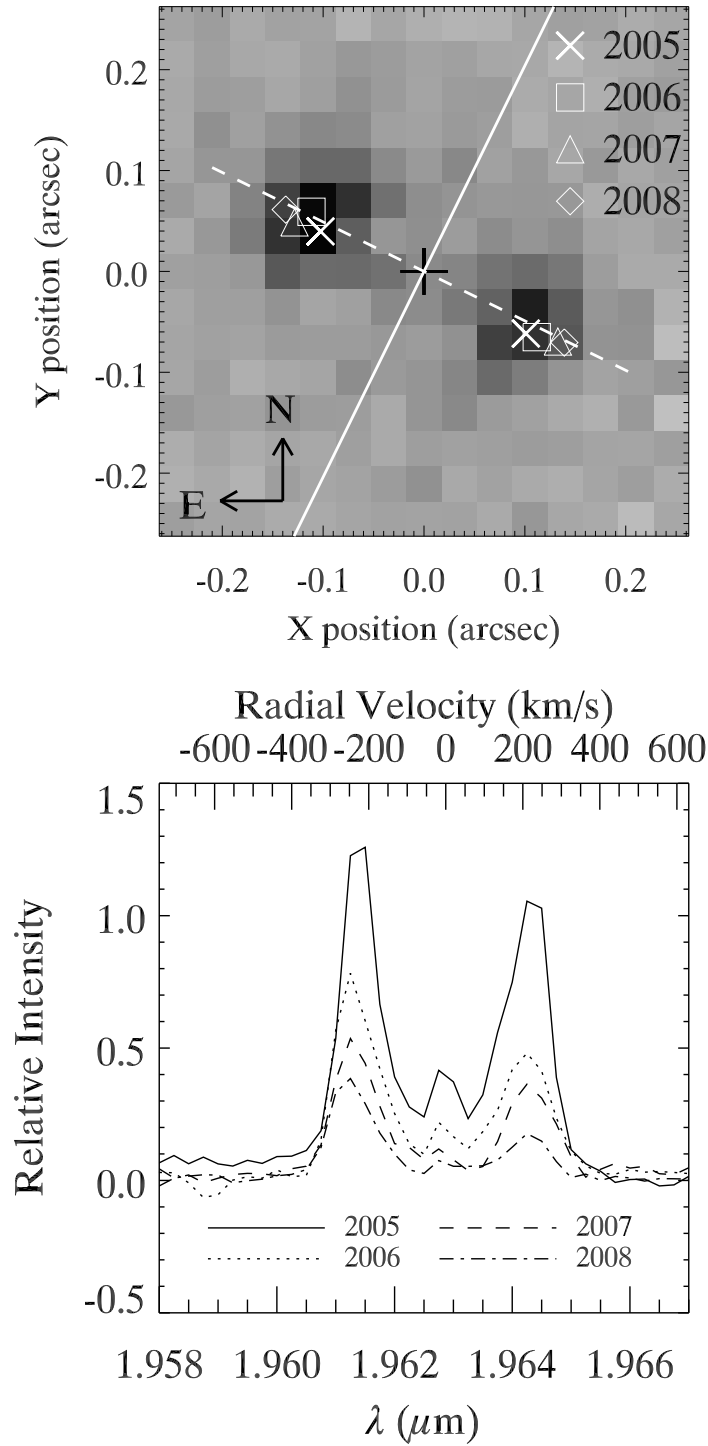 0.2
2005
2006
0.1
2007
2008
0.0
-0.1
N
-0.2
E
Y position (arcsec)
-0.2 -0.1 0.0 0.1 0.2
X position (arcsec)
Radial Velocity (km/s)
-600 -400 -200 0 200 400 600
1.5
1.0
0.5
0.0
-0.5
Relative Intensity
2005 2007
2006 2008
1.958 1.960 1.962 1.964 1.966
λ (μm)